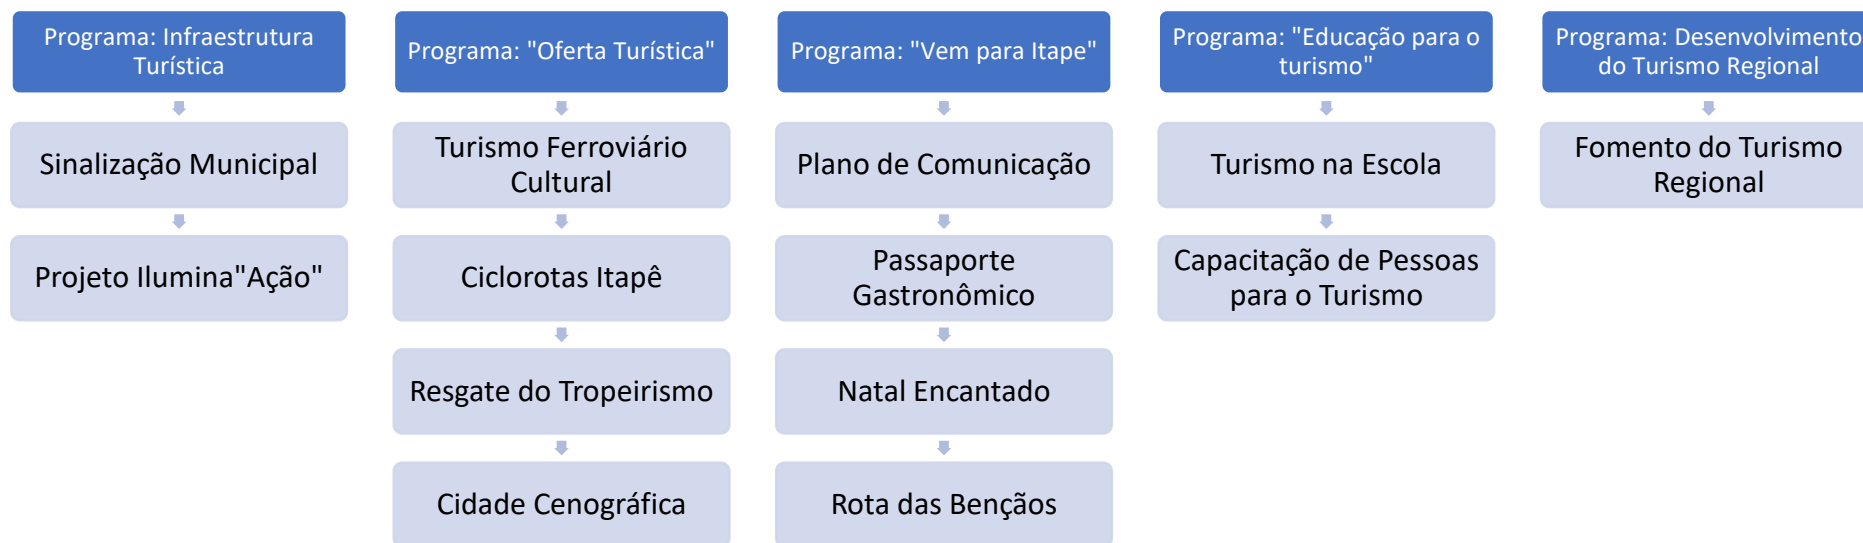 Programa: Infraestrutura
Turística
Sinalização Municipal
Projeto Ilumina"Ação"
Programa: "Oferta Turística"
Turismo Ferroviário
Cultural
Ciclorotas Itapê
Resgate do Tropeirismo
Cidade Cenográfica
Programa: "Vem para Itape"
Plano de Comunicação
Passaporte
Gastronômico
Natal Encantado
Rota das Bençãos
Programa: "Educação para o
turismo"
Turismo na Escola
Capacitação de Pessoas
para o Turismo
Programa: Desenvolvimento
do Turismo Regional
Fomento do Turismo
Regional